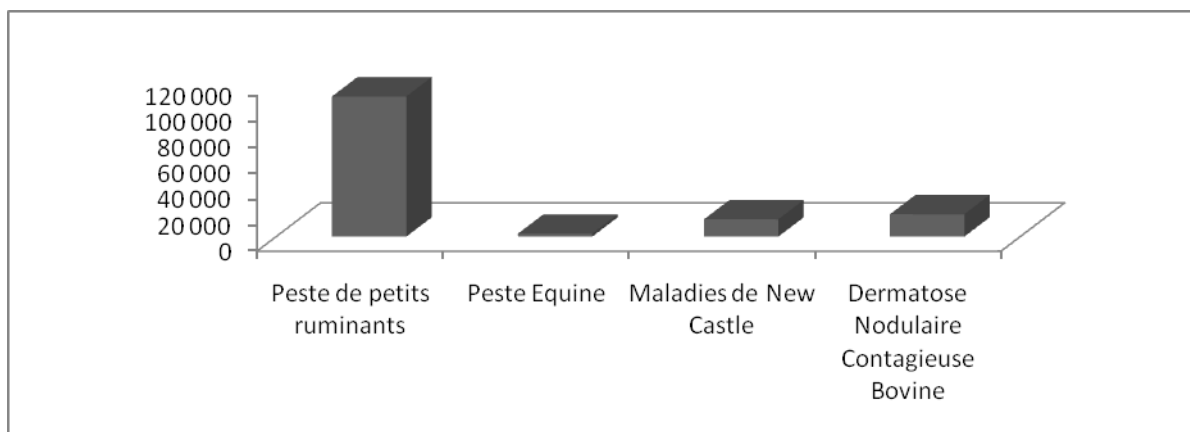 120 000
100 000
80 000
60 000
40 000
20 000
0
Peste de petits
ruminants
Peste Equine
Maladies de New
Castle
Dermatose
Nodulaire
Contagieuse
Bovine